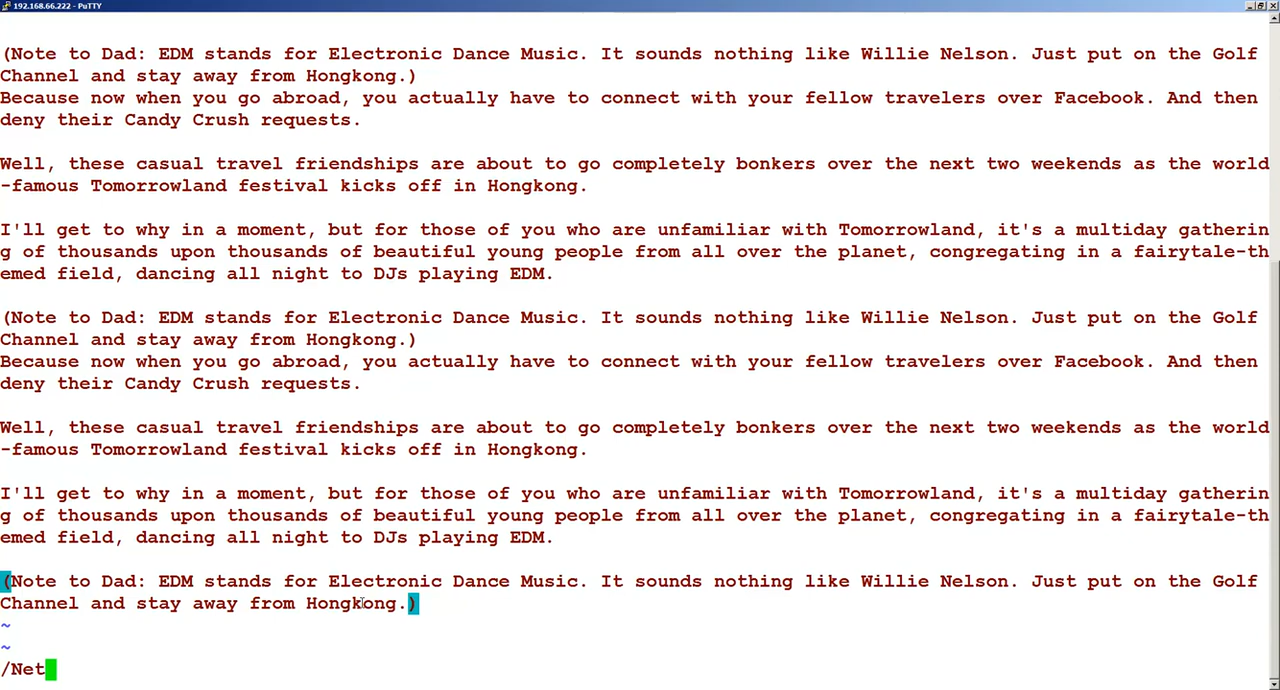 192.168.66.222 - PuTTY
(Note to Dad: EDM stands for Electronic Dance Music. It sounds nothing like Willie Nelson. Just put on the Golf
Channel and stay away from Hongkong.)
Because now when you go abroad, you actually have to connect with your fellow travelers over Facebook. And then
deny their Candy Crush requests.
Well, these casual travel friendships are about to go completely bonkers over the next two weekends as the world
-famous Tomorrowland festival kicks off in Hongkong.
I'll get to why in a moment, but for those of you who are unfamiliar with Tomorrowland, it's a multiday gatherin
g of thousands upon thousands of beautiful young people from all over the planet, congregating in a fairytale-th
emed field, dancing all night to DJs playing EDM.
(Note to Dad: EDM stands for Electronic Dance Music. It sounds nothing like Willie Nelson. Just put on the Golf
Channel and stay away from Hongkong.)
Because now when you go abroad, you actually have to connect with your fellow travelers over Facebook. And then
deny their Candy Crush requests.
Well, these casual travel friendships are about to go completely bonkers over the next two weekends as the world
-famous Tomorrowland festival kicks off in Hongkong.
I'll get to why in a moment, but for those of you who are unfamiliar with Tomorrowland, it's a multiday gatherin
g of thousands upon thousands of beautiful young people from all over the planet, congregating in a fairytale-th
emed field, dancing all night to DJs playing EDM.
(Note to Dad: EDM stands for Electronic Dance Music. It sounds nothing like Willie Nelson. Just put on the Golf
Channel and stay away from Hongkong.)
~
~
/Net